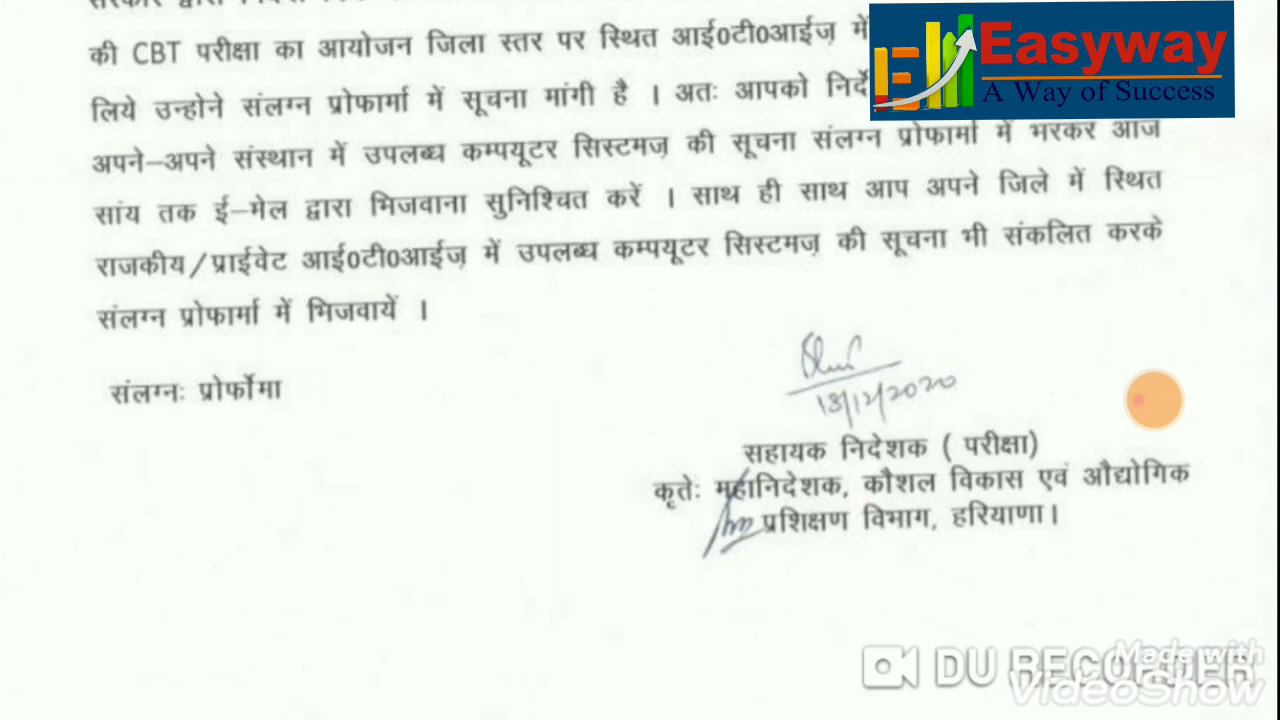 सरकार द्वारा
की CBT परीक्षा का आयोजन जिला स्तर पर स्थित आई0टी0आईज़ में
लिये उन्होने संलग्न प्रोफार्मा में सूचना मांगी है । अतः आपको
अपने–अपने संस्थान में उपलब्ध कम्पयूटर सिस्टमज़ की सूचना संलग्न प्रोफार्मा में भरकर आज
सांय तक ई–मेल द्वारा भिजवाना सुनिश्चित करें । साथ ही साथ आप अपने जिले में स्थित
राजकीय/प्राईवेट आई0टी0आईज़ में उपलब्ध कम्पयूटर सिस्टमज़ की सूचना भी संकलित करके
संलग्न प्रोफार्मा में भिजवायें ।
संलग्नः प्रोर्फोमा
13/12/2020
सहायक निदेशक ( परीक्षा)
कृतेः महानिदेशक, कौशल विकास एवं औद्योगिक
प्रशिक्षण विभाग, हरियाणा।
Easyway
A Way of Success
DU RECORDER
Made with
VideoShow